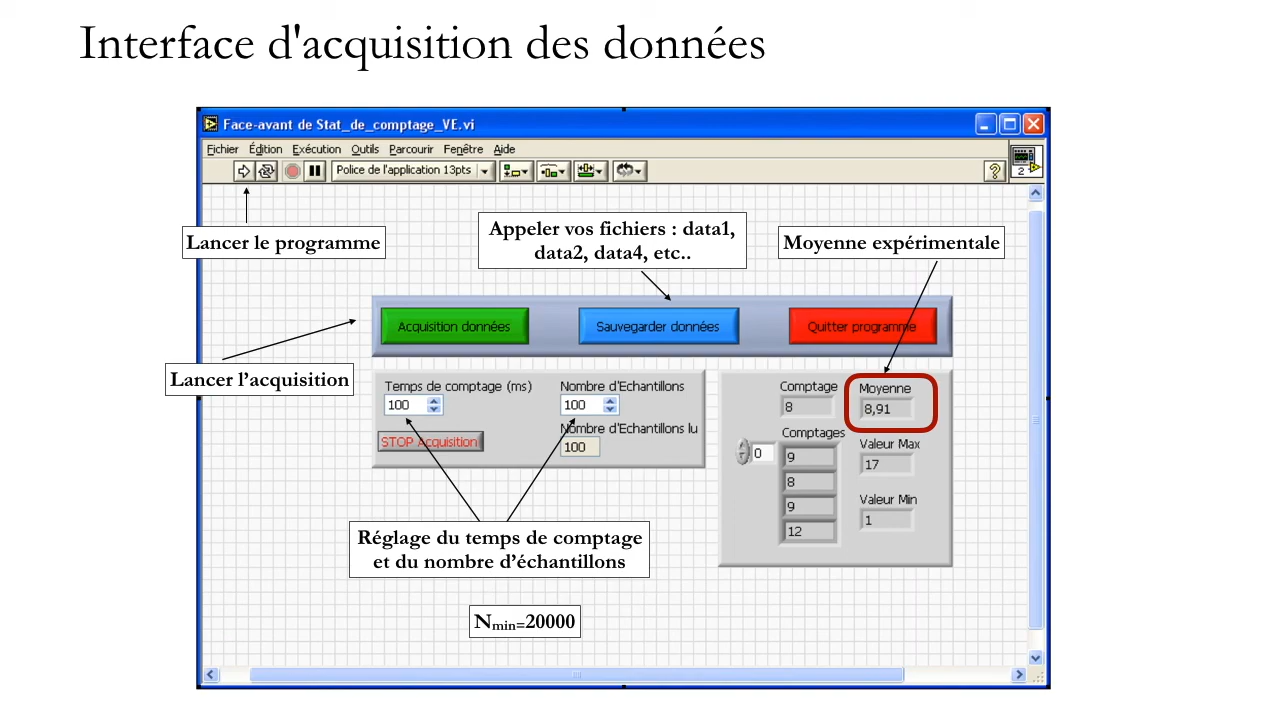 Interface d'acquisition des données
Face-avant de Stat_de_comptage_VE.vi
Fichier Édition Exécution Outils Parcourir Fenêtre Aide
Police de l'application 13pts
?
2
Lancer le programme
Appeler vos fichiers : data1,
data2, data4, etc..
Moyenne expérimentale
Acquisition données
Sauvegarder données
Quitter programme
Lancer l’acquisition
Temps de comptage (ms)
100
Nombre d'Echantillons
100
STOP Acquisition
Nombre d'Echantillons lu
100
Comptage
8
Moyenne
8,91
Comptages
0
9
8
9
12
Valeur Max
17
Valeur Min
1
Réglage du temps de comptage
et du nombre d’échantillons
Nmin=20000